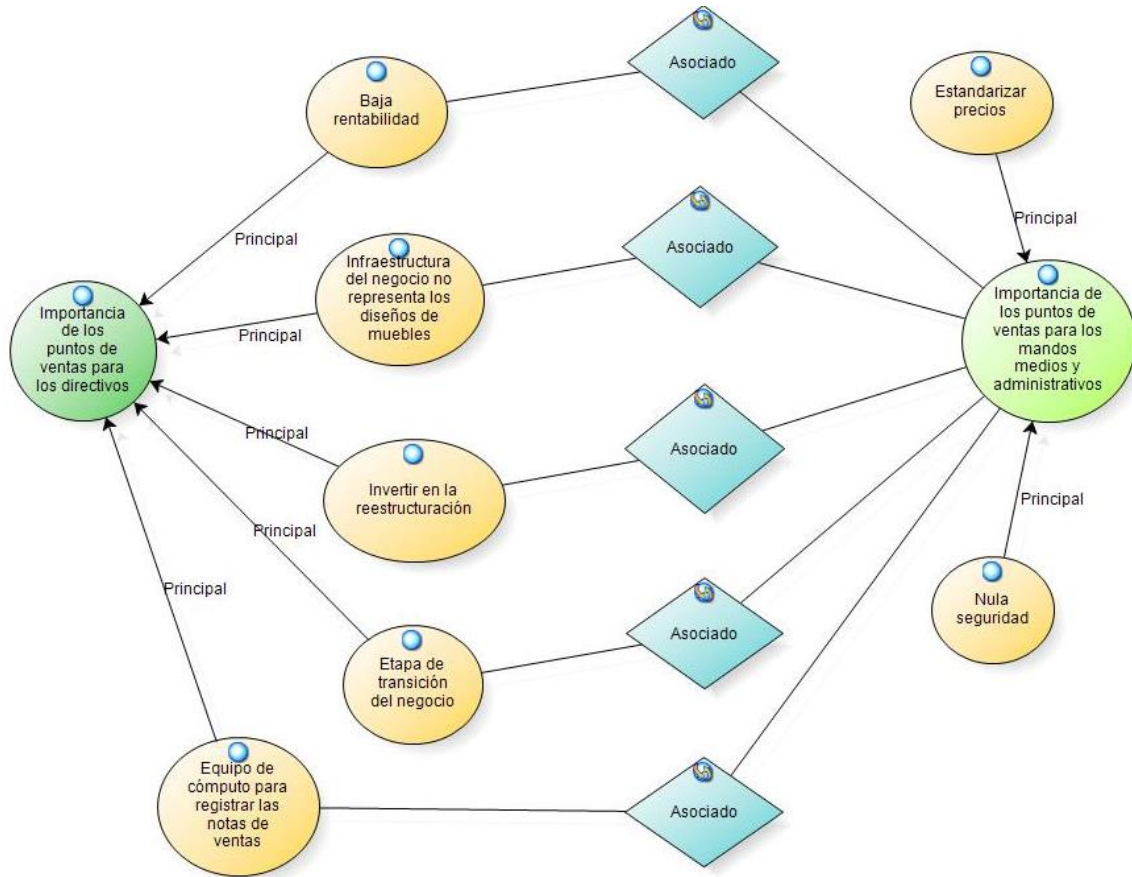 Asociado
Baja
rentabilidad
Estandarizar
precios
Principal
Principal
Asociado
Infraestructura
del negocio no
representa los
diseños de
muebles
Importancia de
los puntos de
ventas para los
mandos
medios y
administrativos
Importancia
de los
puntos de
ventas para
los directivos
Principal
Principal
Asociado
Invertir en la
reestructuración
Principal
Principal
Principal
Asociado
Nula
seguridad
Etapa de
transición
del negocio
Equipo de
cómputo para
registrar las
notas de
ventas
Asociado